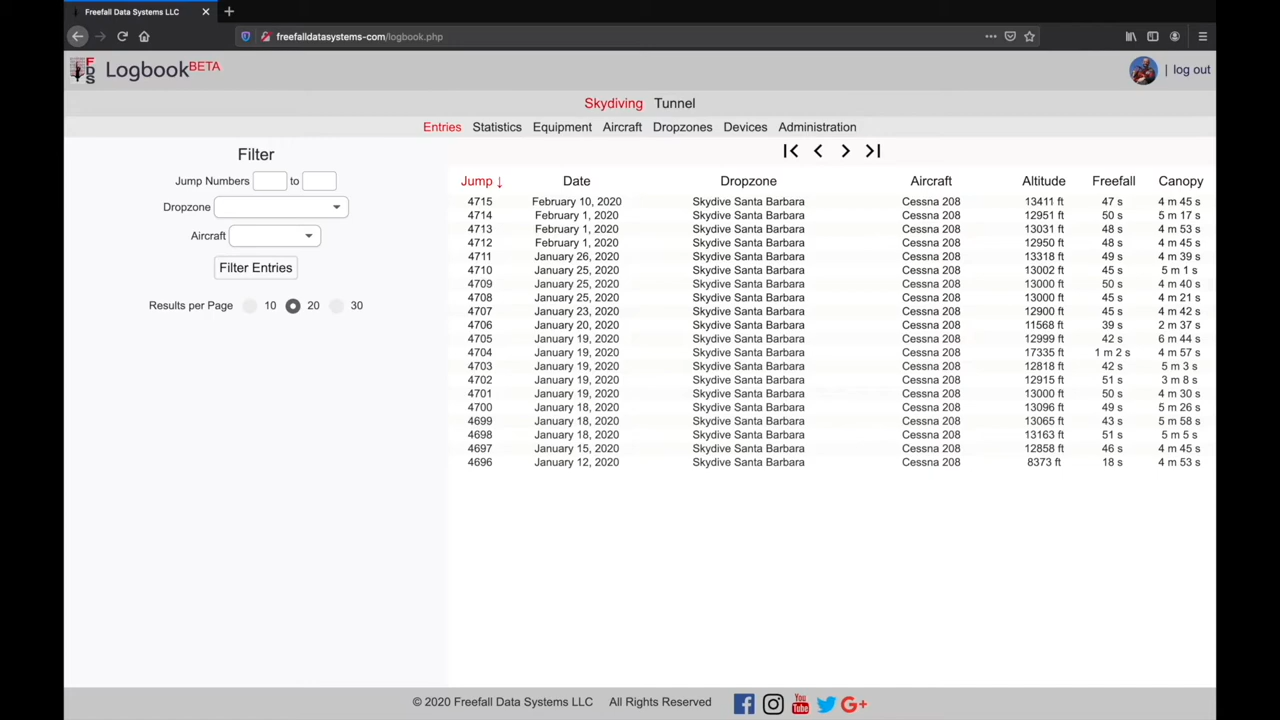 Freefall Data Systems LLC
freefalldatasystems-com/logbook.php
FDS LogbookBETA | log out
Skydiving Tunnel
Entries Statistics Equipment Aircraft Dropzones Devices Administration
Filter
Jump Numbers to
Dropzone
Aircraft
Filter Entries
Results per Page 10 20 30
Jump ↓ Date Dropzone Aircraft Altitude Freefall Canopy
4715 February 10, 2020 Skydive Santa Barbara Cessna 208 13411 ft 47 s 4 m 45 s
4714 February 1, 2020 Skydive Santa Barbara Cessna 208 12951 ft 50 s 5 m 17 s
4713 February 1, 2020 Skydive Santa Barbara Cessna 208 13031 ft 48 s 4 m 53 s
4712 February 1, 2020 Skydive Santa Barbara Cessna 208 12950 ft 48 s 4 m 45 s
4711 January 26, 2020 Skydive Santa Barbara Cessna 208 13318 ft 49 s 4 m 39 s
4710 January 25, 2020 Skydive Santa Barbara Cessna 208 13002 ft 45 s 5 m 1 s
4709 January 25, 2020 Skydive Santa Barbara Cessna 208 13000 ft 50 s 4 m 40 s
4708 January 25, 2020 Skydive Santa Barbara Cessna 208 13000 ft 45 s 4 m 21 s
4707 January 23, 2020 Skydive Santa Barbara Cessna 208 12900 ft 45 s 4 m 42 s
4706 January 20, 2020 Skydive Santa Barbara Cessna 208 11568 ft 39 s 2 m 37 s
4705 January 19, 2020 Skydive Santa Barbara Cessna 208 12999 ft 42 s 6 m 44 s
4704 January 19, 2020 Skydive Santa Barbara Cessna 208 17335 ft 1 m 2 s 4 m 57 s
4703 January 19, 2020 Skydive Santa Barbara Cessna 208 12818 ft 42 s 5 m 3 s
4702 January 19, 2020 Skydive Santa Barbara Cessna 208 12915 ft 51 s 3 m 8 s
4701 January 19, 2020 Skydive Santa Barbara Cessna 208 13000 ft 50 s 4 m 30 s
4700 January 18, 2020 Skydive Santa Barbara Cessna 208 13096 ft 49 s 5 m 26 s
4699 January 18, 2020 Skydive Santa Barbara Cessna 208 13065 ft 43 s 5 m 58 s
4698 January 18, 2020 Skydive Santa Barbara Cessna 208 13163 ft 51 s 5 m 5 s
4697 January 15, 2020 Skydive Santa Barbara Cessna 208 12858 ft 46 s 4 m 45 s
4696 January 12, 2020 Skydive Santa Barbara Cessna 208 8373 ft 18 s 4 m 53 s
© 2020 Freefall Data Systems LLC All Rights Reserved You Tube G+